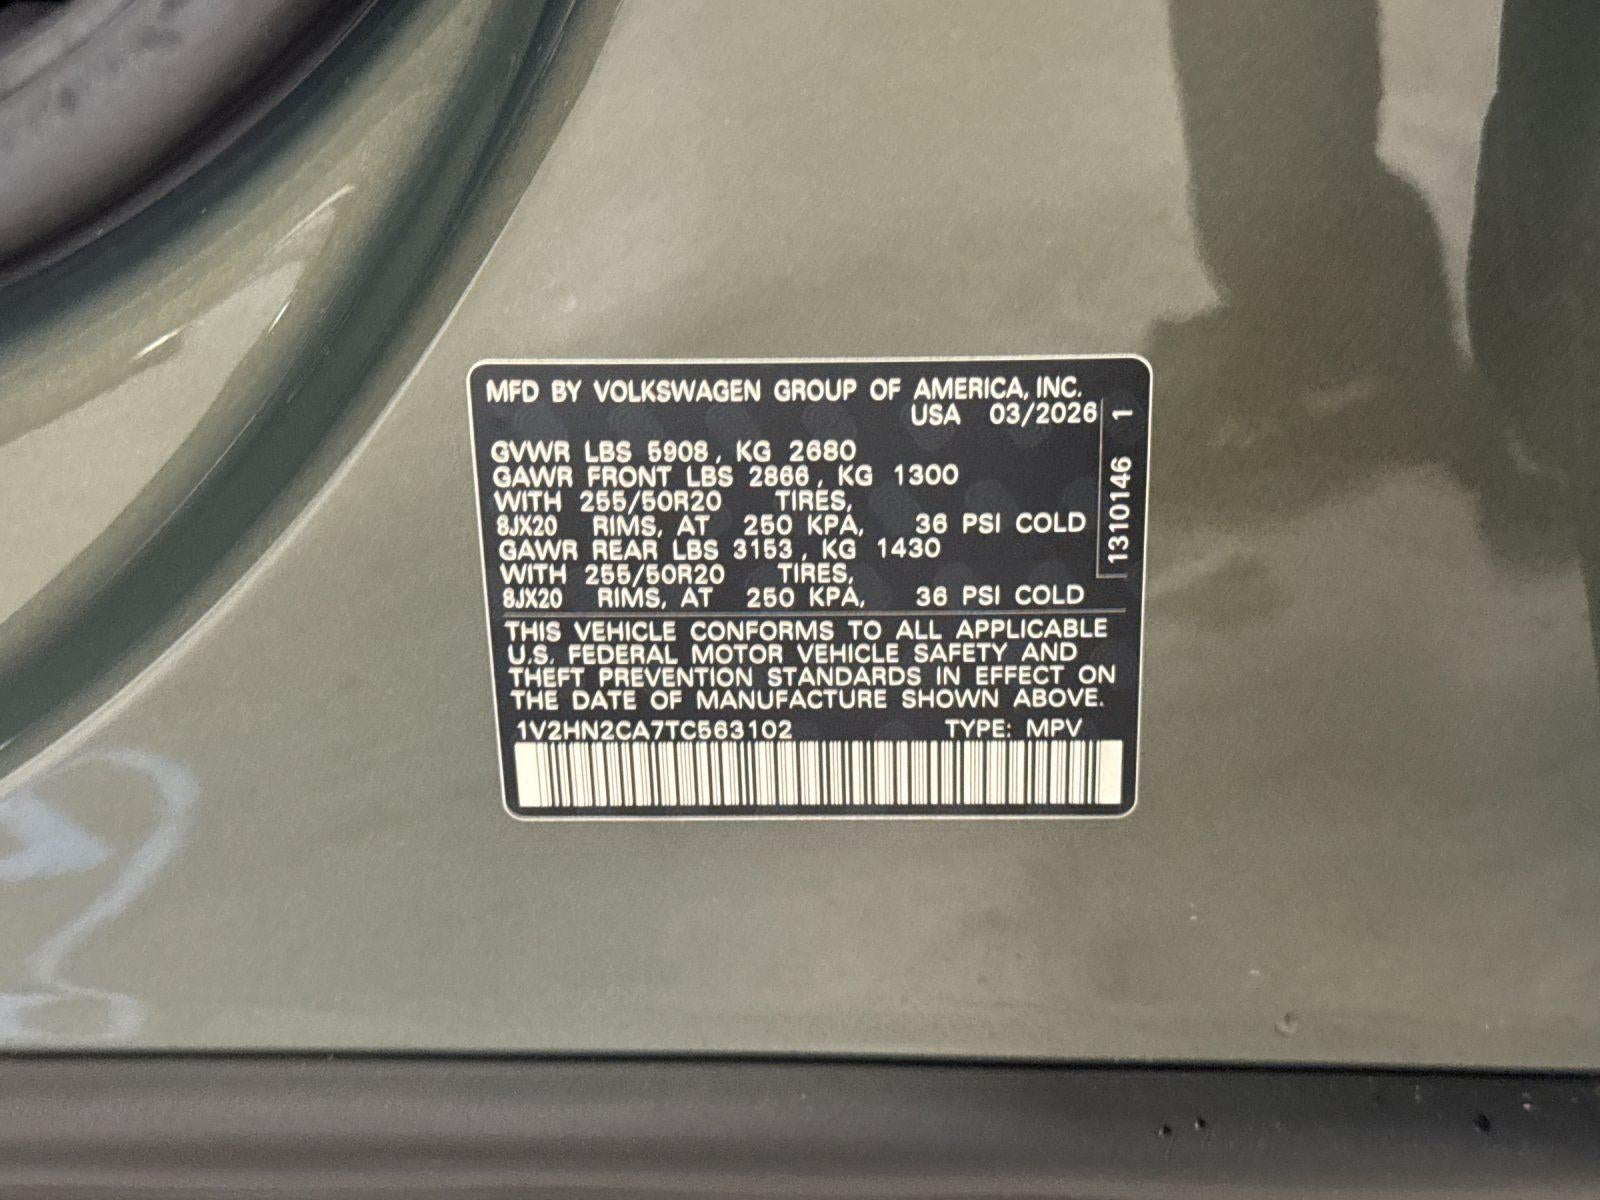 MFD BY VOLKSWAGEN GROUP OF AMERICA, INC.
USA 03/2026
GVWR LBS 5908, KG 2680
GAWR FRONT LBS 2866, KG 1300
WITH 255/50R20 TIRES,
8JX20 RIMS, AT 250 KPA, 36 PSI COLD
GAWR REAR LBS 3153, KG 1430
WITH 255/50R20 TIRES,
8JX20 RIMS, AT 250 KPA, 36 PSI COLD
THIS VEHICLE CONFORMS TO ALL APPLICABLE
U.S. FEDERAL MOTOR VEHICLE SAFETY AND
THEFT PREVENTION STANDARDS IN EFFECT ON
THE DATE OF MANUFACTURE SHOWN ABOVE.
1V2HN2CA7TC563102 TYPE: MPV
1310146 1